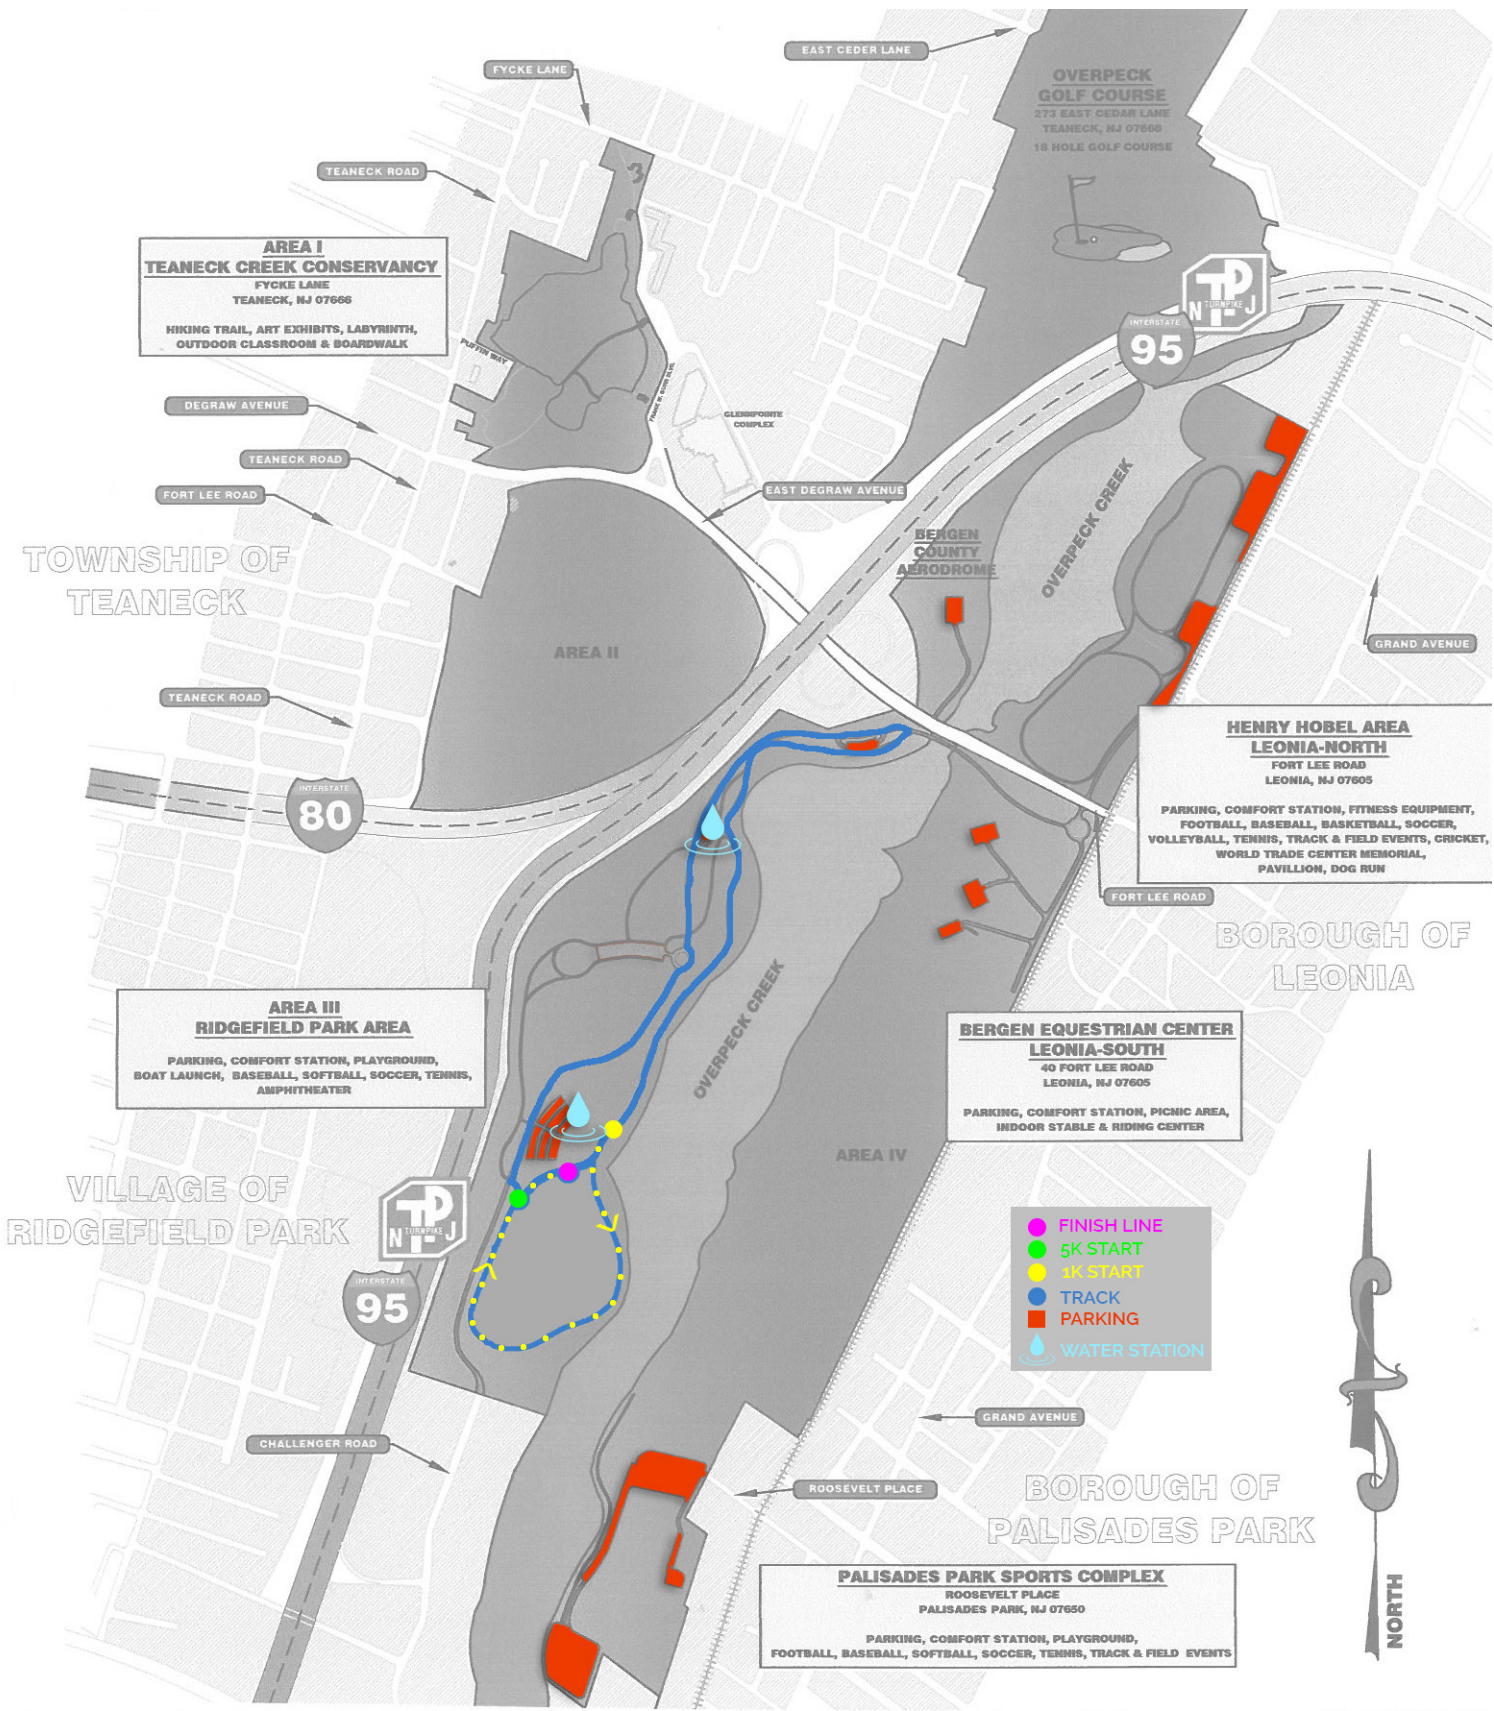 EAST CEDER LANE
FYCKE LANE
OVERPECK
GOLF COURSE
273 EAST CEDAR LANE
TEANECK, NJ 07666
18 HOLE GOLF COURSE
TEANECK ROAD
AREA I
TEANECK CREEK CONSERVANCY
FYCKE LANE
TEANECK, NJ 07666
HIKING TRAIL, ART EXHIBITS, LABYRINTH,
OUTDOOR CLASSROOM & BOARDWALK
N TURNPIKE J
INTERSTATE
95
PUFFIN WAY
FRANK W. BURR BLVD.
GLENNPOINTE
COMPLEX
DEGRAW AVENUE
TEANECK ROAD
FORT LEE ROAD
EAST DEGRAW AVENUE
OVERPECK CREEK
BERGEN
COUNTY
AERODROME
TOWNSHIP OF
TEANECK
AREA II
GRAND AVENUE
TEANECK ROAD
HENRY HOBEL AREA
LEONIA-NORTH
FORT LEE ROAD
LEONIA, NJ 07605
PARKING, COMFORT STATION, FITNESS EQUIPMENT,
FOOTBALL, BASEBALL, BASKETBALL, SOCCER,
VOLLEYBALL, TENNIS, TRACK & FIELD EVENTS, CRICKET,
WORLD TRADE CENTER MEMORIAL,
PAVILLION, DOG RUN
INTERSTATE
80
FORT LEE ROAD
BOROUGH OF
LEONIA
AREA III
RIDGEFIELD PARK AREA
PARKING, COMFORT STATION, PLAYGROUND,
BOAT LAUNCH, BASEBALL, SOFTBALL, SOCCER, TENNIS,
AMPHITHEATER
OVERPECK CREEK
BERGEN EQUESTRIAN CENTER
LEONIA-SOUTH
40 FORT LEE ROAD
LEONIA, NJ 07605
PARKING, COMFORT STATION, PICNIC AREA,
INDOOR STABLE & RIDING CENTER
AREA IV
VILLAGE OF
RIDGEFIELD PARK
N TURNPIKE J
INTERSTATE
95
FINISH LINE
5K START
1K START
TRACK
PARKING
WATER STATION
GRAND AVENUE
CHALLENGER ROAD
ROOSEVELT PLACE
BOROUGH OF
PALISADES PARK
PALISADES PARK SPORTS COMPLEX
ROOSEVELT PLACE
PALISADES PARK, NJ 07650
PARKING, COMFORT STATION, PLAYGROUND,
FOOTBALL, BASEBALL, SOFTBALL, SOCCER, TENNIS, TRACK & FIELD EVENTS
NORTH